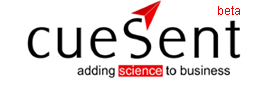 beta
cueSent
adding science to business